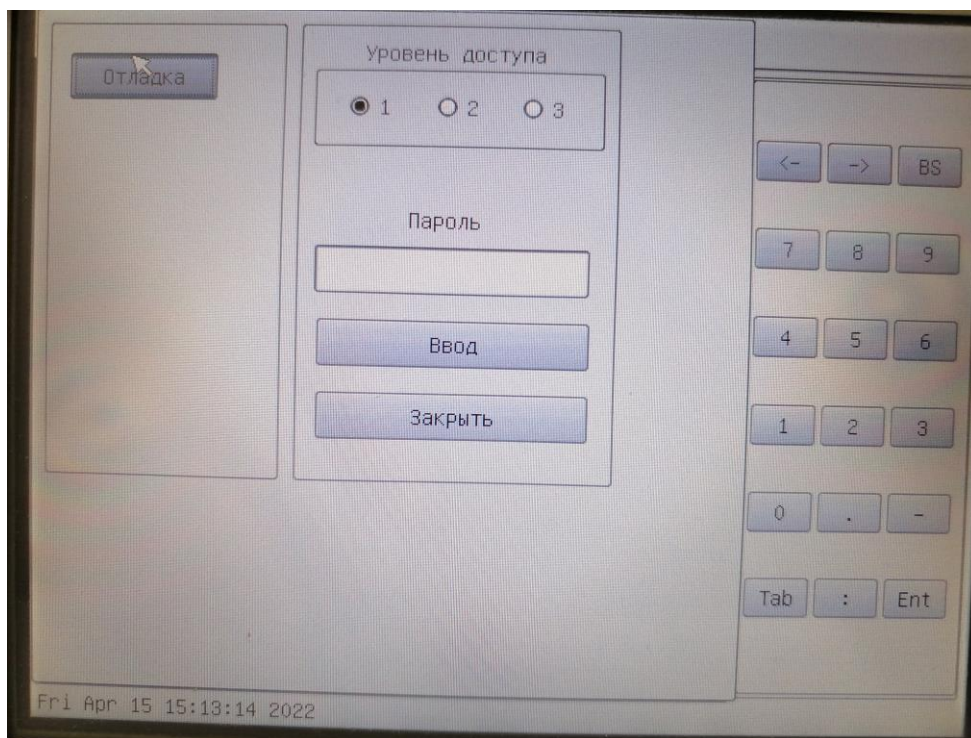 Отладка
Уровень доступа
1 2 3
Пароль
Ввод
Закрыть
<- -> BS
7 8 9
4 5 6
1 2 3
0 . -
Tab : Ent
Fri Apr 15 15:13:14 2022